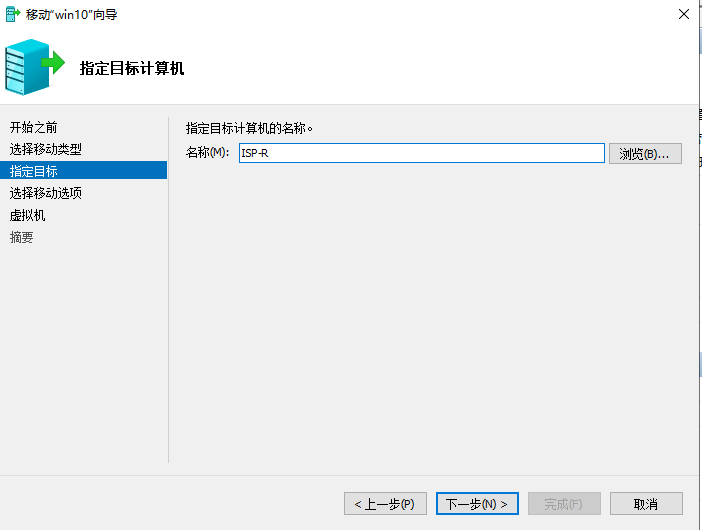 移动“win10”向导
指定目标计算机
开始之前
选择移动类型
指定目标
选择移动选项
虚拟机
摘要
指定目标计算机的名称。
名称(M): ISP-R 浏览(B)...
< 上一步(P) 下一步(N) > 完成(F) 取消